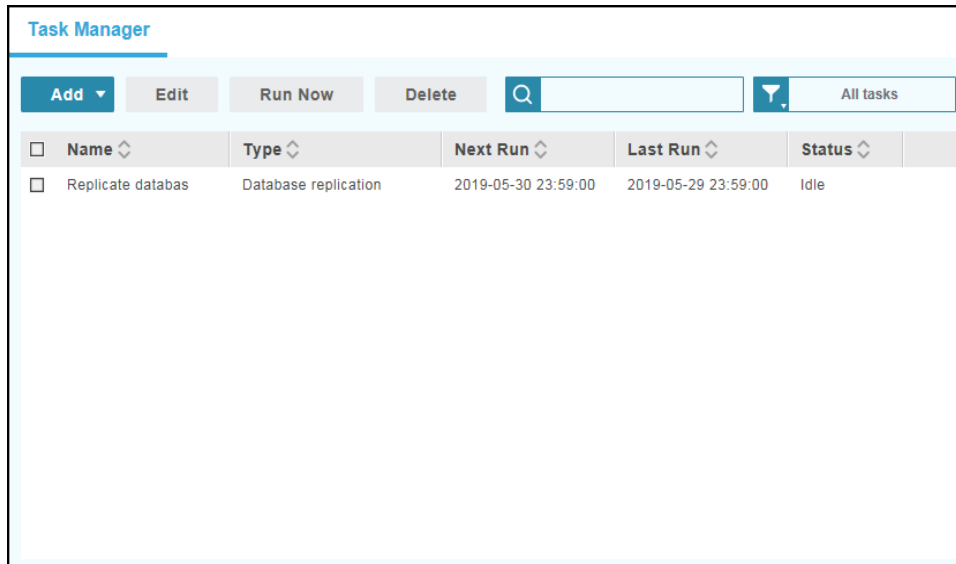 Task Manager
Add Edit Run Now Delete All tasks
Name Type Next Run Last Run Status
Replicate databas Database replication 2019-05-30 23:59:00 2019-05-29 23:59:00 Idle